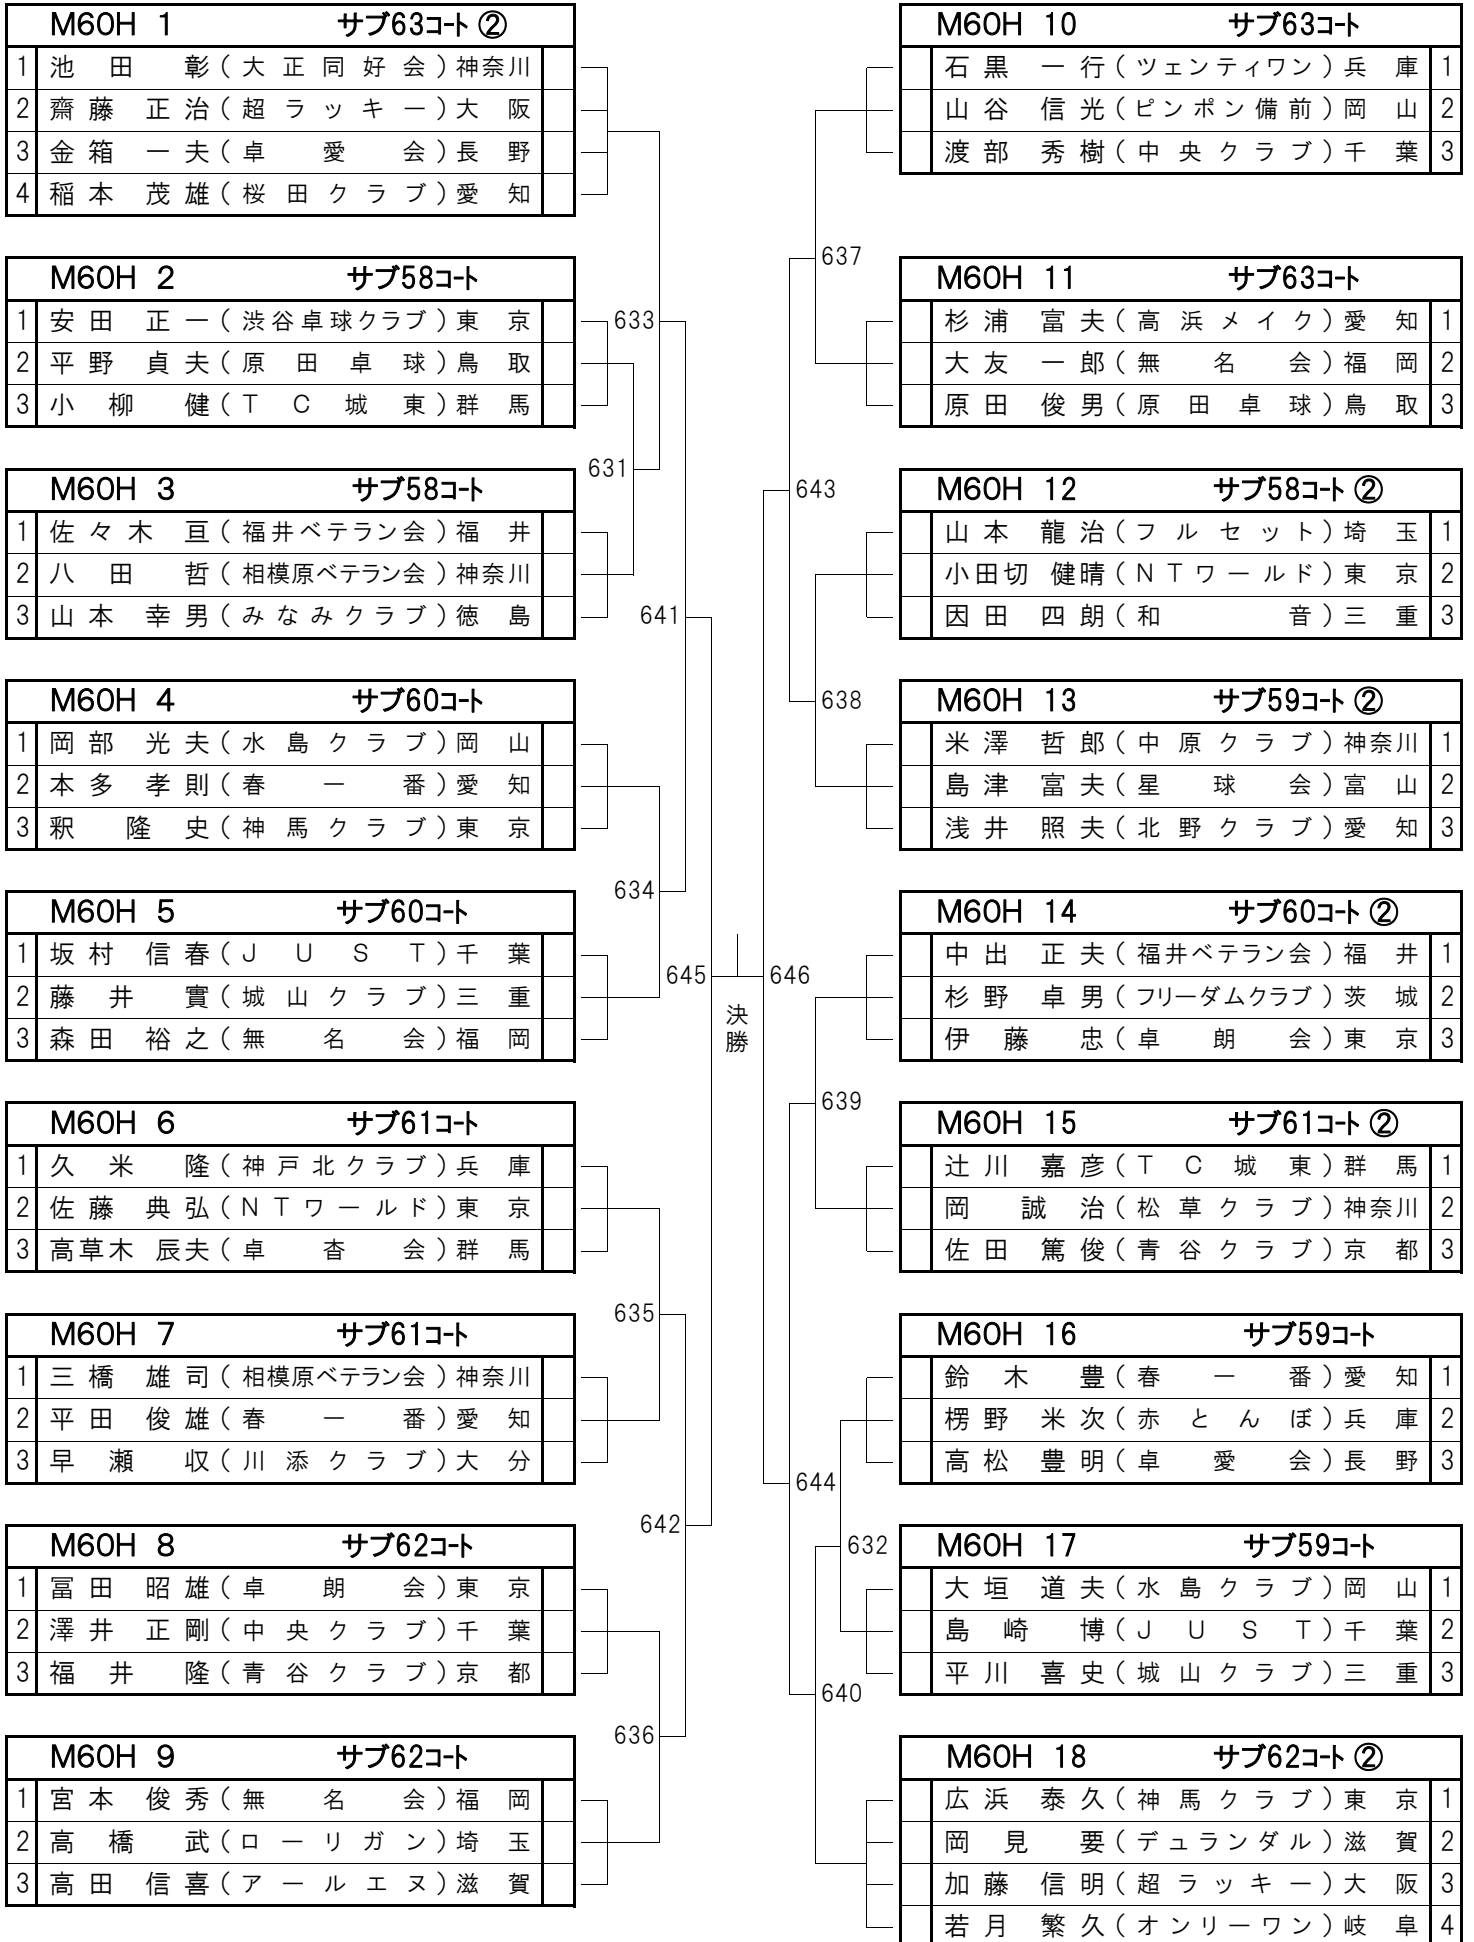 M60H 1 サブ63コート ②
1 池田 彰 (大正同好会) 神奈川
2 齋藤 正治 (超ラッキー) 大阪
3 金箱 一夫 (卓愛会) 長野
4 稲本 茂雄 (桜田クラブ) 愛知
M60H 2 サブ58コート
1 安田 正一 (渋谷卓球クラブ) 東京
2 平野 貞夫 (原田卓球) 鳥取
3 小柳 健 (TC城東) 群馬
M60H 3 サブ58コート
1 佐々木 亘 (福井ベテラン会) 福井
2 八田 哲 (相模原ベテラン会) 神奈川
3 山本 幸男 (みなみクラブ) 徳島
M60H 4 サブ60コート
1 岡部 光夫 (水島クラブ) 岡山
2 本多 孝則 (春一番) 愛知
3 釈 隆史 (神馬クラブ) 東京
M60H 5 サブ60コート
1 坂村 信春 (JUST) 千葉
2 藤井 實 (城山クラブ) 三重
3 森田 裕之 (無名会) 福岡
M60H 6 サブ61コート
1 久米 隆 (神戸北クラブ) 兵庫
2 佐藤 典弘 (NTワールド) 東京
3 高草木 辰夫 (卓杳会) 群馬
M60H 7 サブ61コート
1 三橋 雄司 (相模原ベテラン会) 神奈川
2 平田 俊雄 (春一番) 愛知
3 早瀬 収 (川添クラブ) 大分
M60H 8 サブ62コート
1 冨田 昭雄 (卓朗会) 東京
2 澤井 正剛 (中央クラブ) 千葉
3 福井 隆 (青谷クラブ) 京都
M60H 9 サブ62コート
1 宮本 俊秀 (無名会) 福岡
2 高橋 武 (ローリガン) 埼玉
3 高田 信喜 (アールエヌ) 滋賀
633
631
641
634
645
635
642
636
決勝
637
643
638
646
639
644
632
640
M60H 10 サブ63コート
石黒 一行 (ツェンティワン) 兵庫 1
山谷 信光 (ピンポン備前) 岡山 2
渡部 秀樹 (中央クラブ) 千葉 3
M60H 11 サブ63コート
杉浦 富夫 (高浜メイク) 愛知 1
大友 一郎 (無名会) 福岡 2
原田 俊男 (原田卓球) 鳥取 3
M60H 12 サブ58コート ②
山本 龍治 (フルセット) 埼玉 1
小田切 健晴 (NTワールド) 東京 2
因田 四朗 (和音) 三重 3
M60H 13 サブ59コート ②
米澤 哲郎 (中原クラブ) 神奈川 1
島津 富夫 (星球会) 富山 2
浅井 照夫 (北野クラブ) 愛知 3
M60H 14 サブ60コート ②
中出 正夫 (福井ベテラン会) 福井 1
杉野 卓男 (フリーダムクラブ) 茨城 2
伊藤 忠 (卓朗会) 東京 3
M60H 15 サブ61コート ②
辻川 嘉彦 (TC城東) 群馬 1
岡 誠治 (松草クラブ) 神奈川 2
佐田 篤俊 (青谷クラブ) 京都 3
M60H 16 サブ59コート
鈴木 豊 (春一番) 愛知 1
楞野 米次 (赤とんぼ) 兵庫 2
高松 豊明 (卓愛会) 長野 3
M60H 17 サブ59コート
大垣 道夫 (水島クラブ) 岡山 1
島崎 博 (JUST) 千葉 2
平川 喜史 (城山クラブ) 三重 3
M60H 18 サブ62コート ②
広浜 泰久 (神馬クラブ) 東京 1
岡見 要 (デュランダル) 滋賀 2
加藤 信明 (超ラッキー) 大阪 3
若月 繁久 (オンリーワン) 岐阜 4